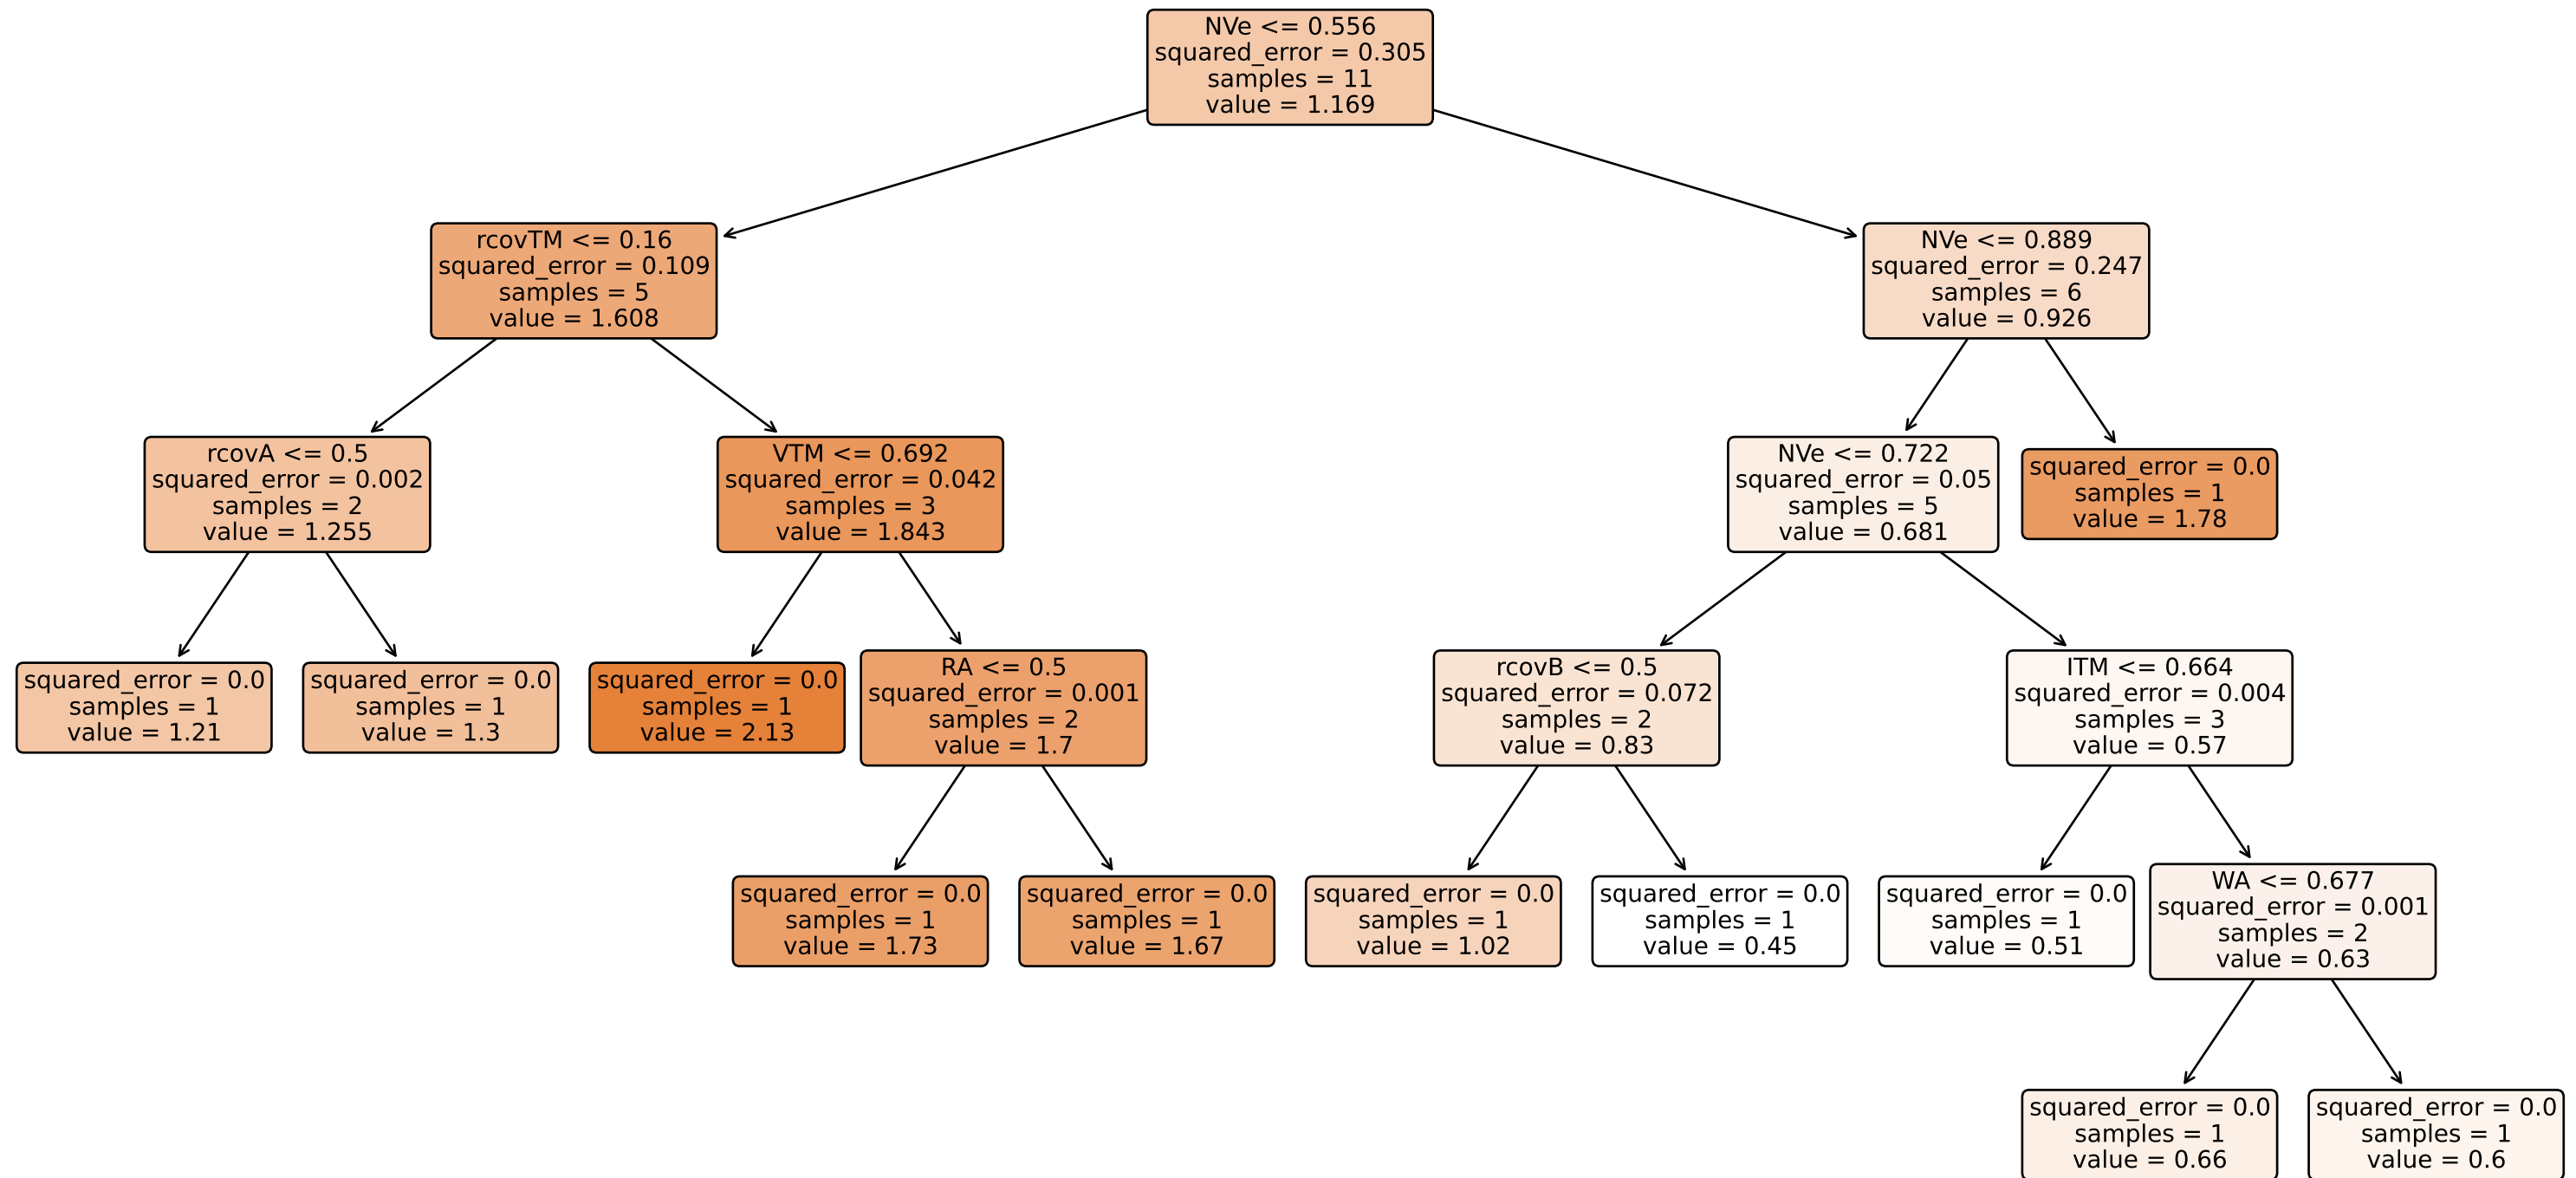 NVe <= 0.556
squared_error = 0.305
samples = 11
value = 1.169
rcovTM <= 0.16
squared_error = 0.109
samples = 5
value = 1.608
NVe <= 0.889
squared_error = 0.247
samples = 6
value = 0.926
rcovA <= 0.5
squared_error = 0.002
samples = 2
value = 1.255
VTM <= 0.692
squared_error = 0.042
samples = 3
value = 1.843
NVe <= 0.722
squared_error = 0.05
samples = 5
value = 0.681
squared_error = 0.0
samples = 1
value = 1.78
squared_error = 0.0
samples = 1
value = 1.21
squared_error = 0.0
samples = 1
value = 1.3
squared_error = 0.0
samples = 1
value = 2.13
RA <= 0.5
squared_error = 0.001
samples = 2
value = 1.7
rcovB <= 0.5
squared_error = 0.072
samples = 2
value = 0.83
ITM <= 0.664
squared_error = 0.004
samples = 3
value = 0.57
squared_error = 0.0
samples = 1
value = 1.73
squared_error = 0.0
samples = 1
value = 1.67
squared_error = 0.0
samples = 1
value = 1.02
squared_error = 0.0
samples = 1
value = 0.45
squared_error = 0.0
samples = 1
value = 0.51
WA <= 0.677
squared_error = 0.001
samples = 2
value = 0.63
squared_error = 0.0
samples = 1
value = 0.66
squared_error = 0.0
samples = 1
value = 0.6